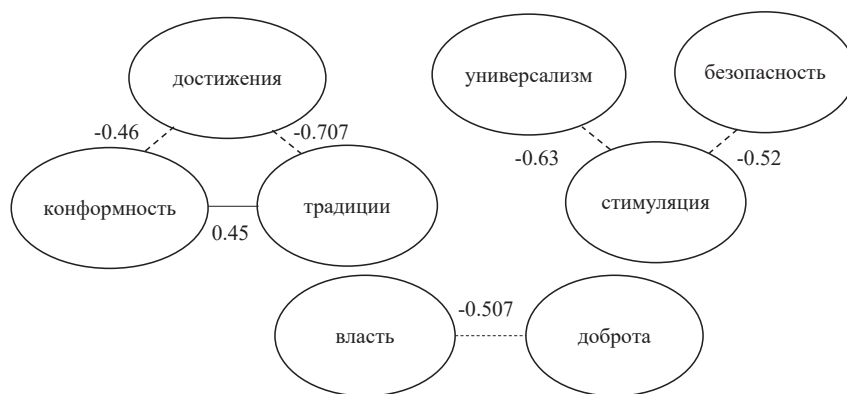 достижения
универсализм
безопасность
-0.46
-0.707
-0.63
-0.52
конформность
0.45
традиции
стимуляция
власть
-0.507
доброта